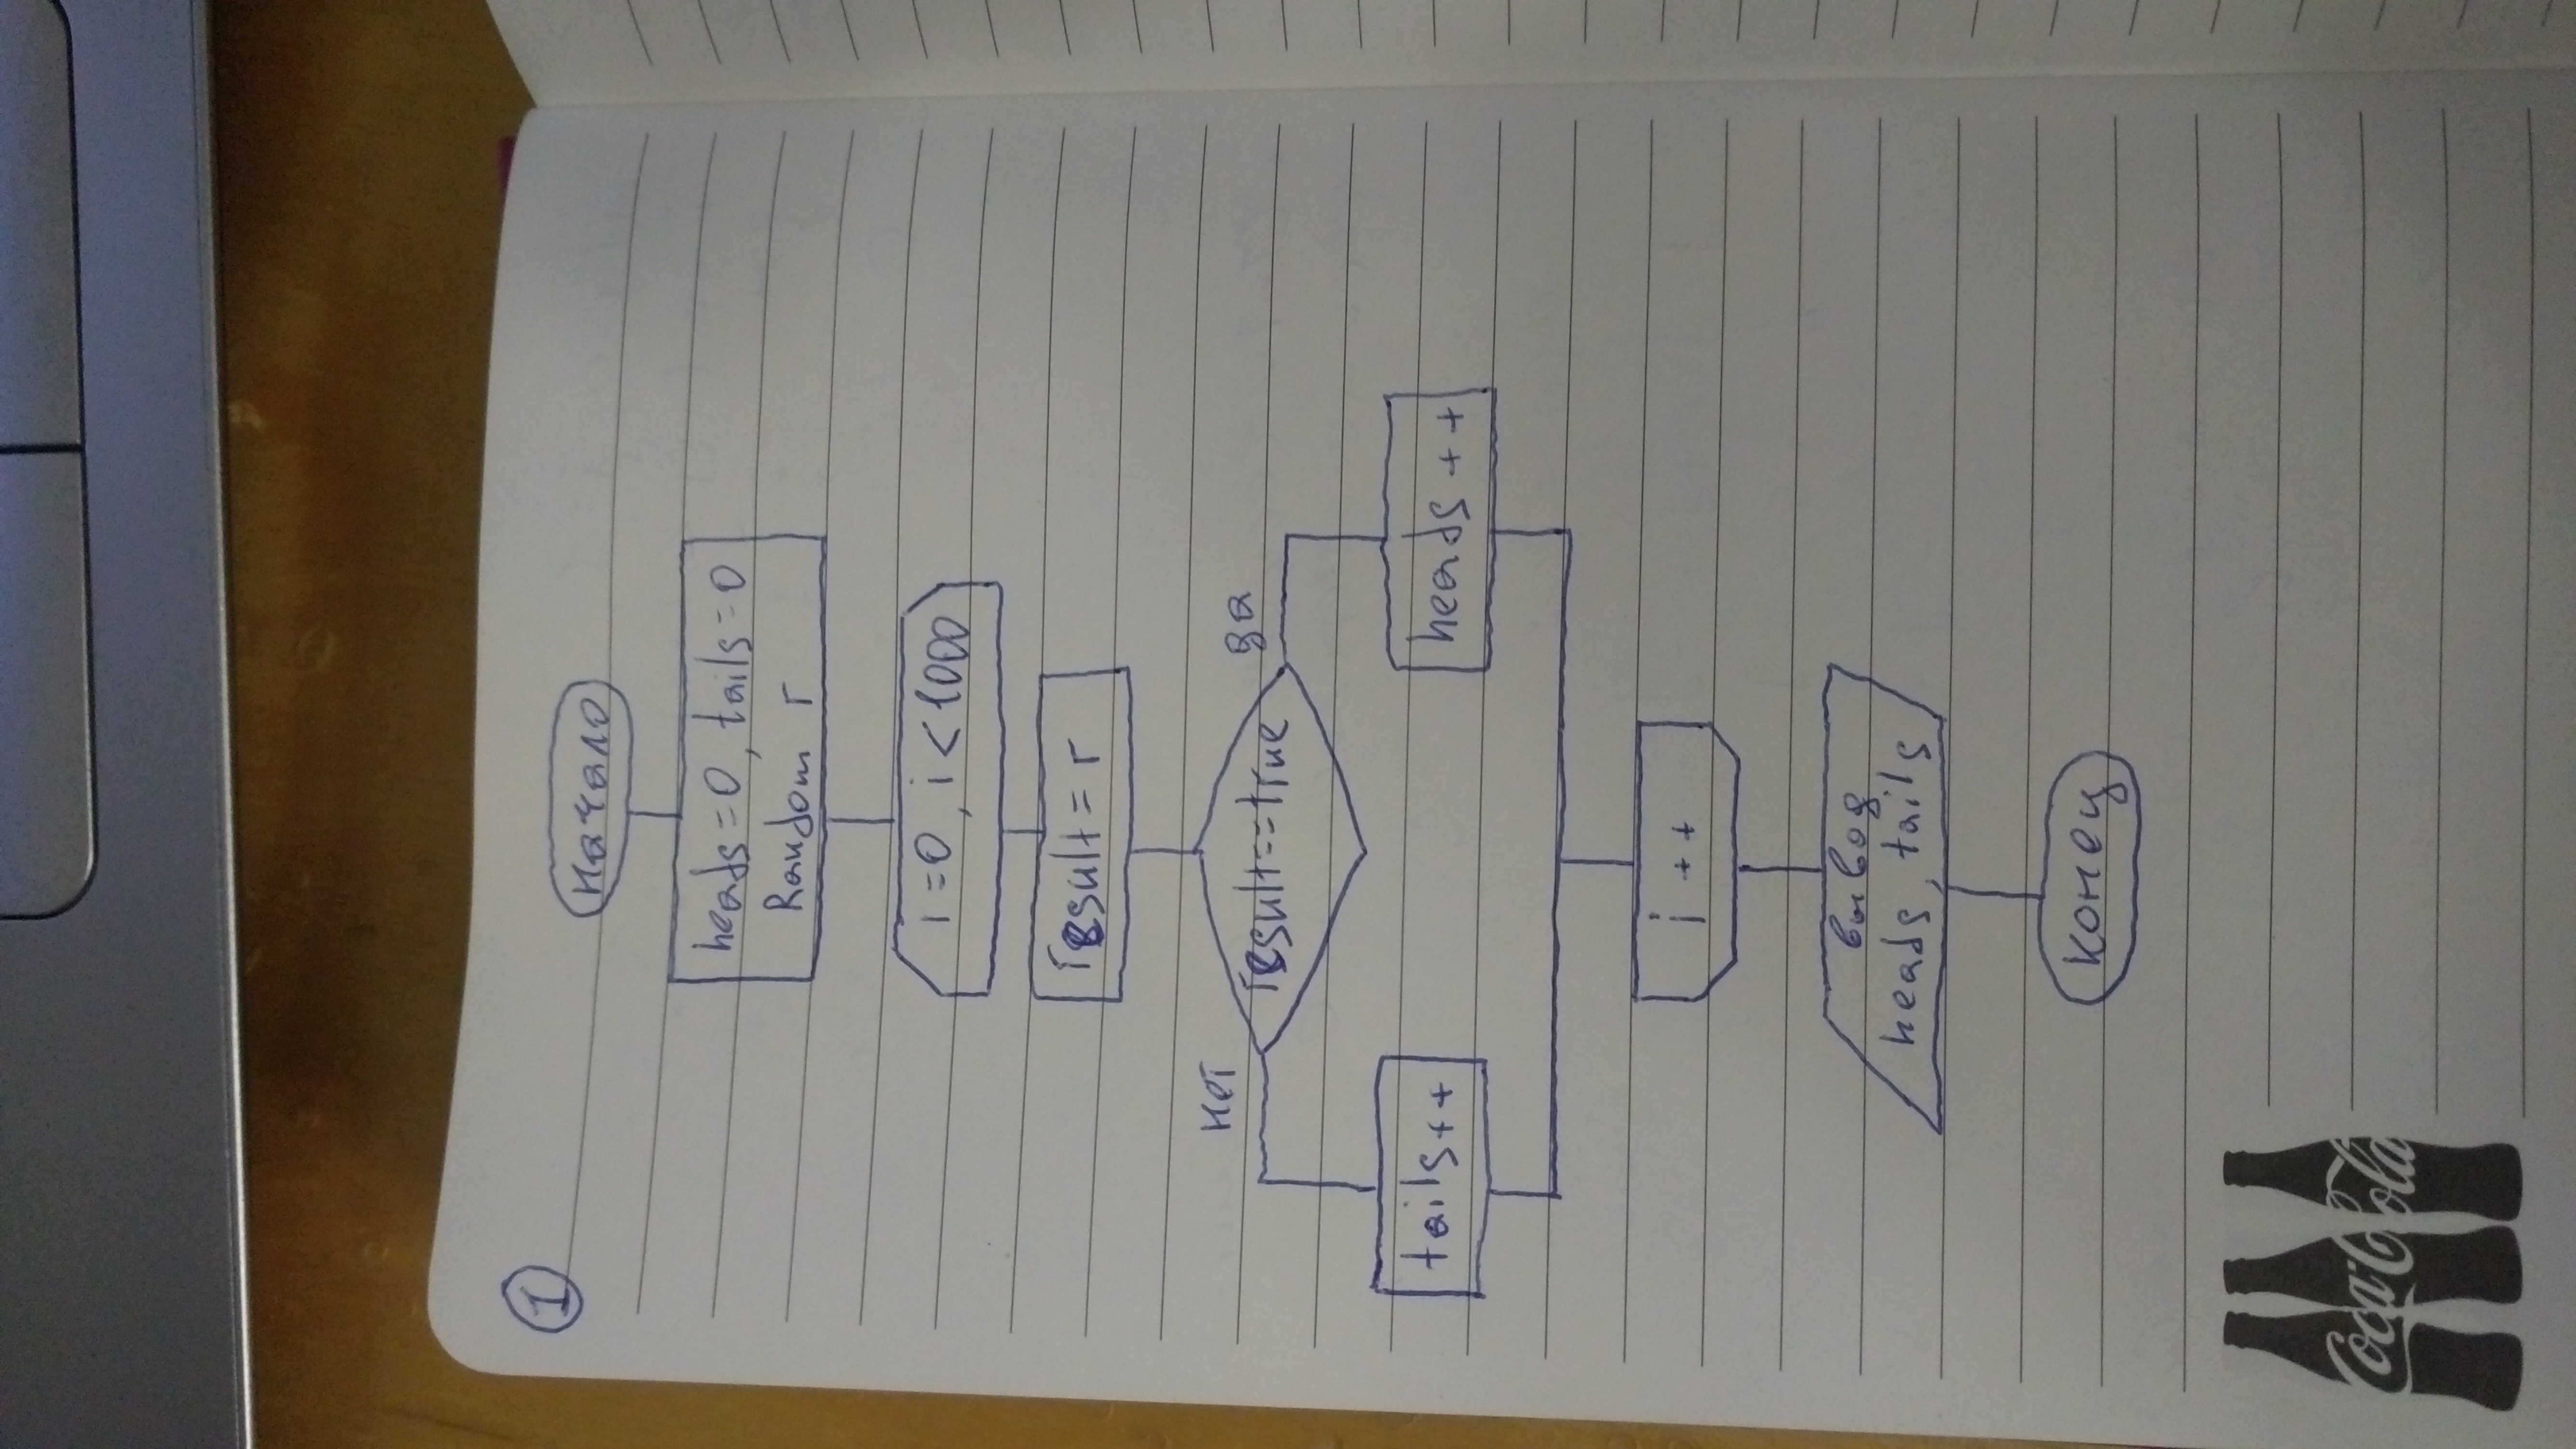 1
начало
heads=0, tails=0
Random r
i=0, i<1000
result=r
result==true
нет
да
tails++
heads++
i++
вывод
heads, tails
конец
Coca-Cola